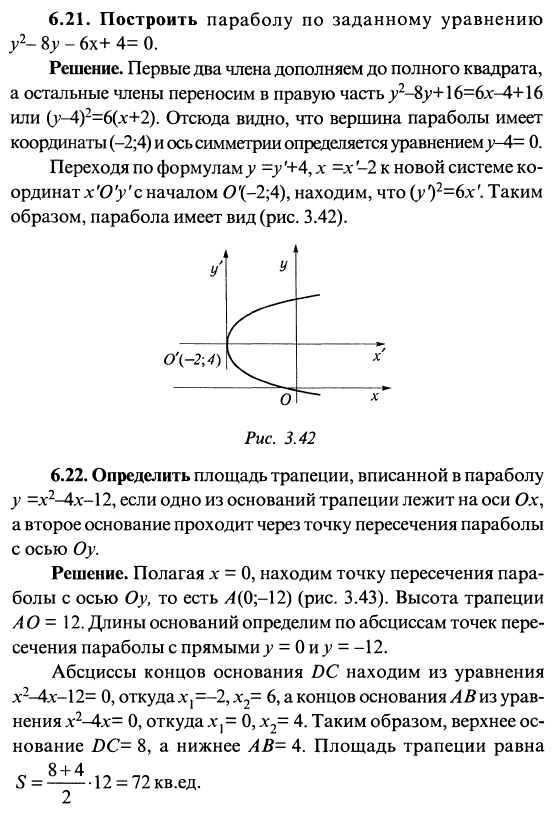 6.21. Построить параболу по заданному уравнению
y²– 8y – 6x+ 4= 0.
Решение. Первые два члена дополняем до полного квадрата,
а остальные члены переносим в правую часть y²–8y+16=6x–4+16
или (y–4)²=6(x+2). Отсюда видно, что вершина параболы имеет
координаты (–2;4) и ось симметрии определяется уравнением y–4= 0.
Переходя по формулам y =y'+4, x =x'–2 к новой системе ко-
ординат x'O'y' с началом O'(–2;4), находим, что (y')²=6x'. Таким
образом, парабола имеет вид (рис. 3.42).
y' y
O'(–2;4) x'
O x
Рис. 3.42
6.22. Определить площадь трапеции, вписанной в параболу
y =x²–4x–12, если одно из оснований трапеции лежит на оси Ox,
а второе основание проходит через точку пересечения параболы
с осью Oy.
Решение. Полагая x = 0, находим точку пересечения пара-
болы с осью Oy, то есть A(0;–12) (рис. 3.43). Высота трапеции
AO = 12. Длины оснований определим по абсциссам точек пере-
сечения параболы с прямыми y = 0 и y = –12.
Абсциссы концов основания DC находим из уравнения
x²–4x–12= 0, откуда x₁=–2, x₂= 6, а концов основания AB из урав-
нения x²–4x= 0, откуда x₁= 0, x₂= 4. Таким образом, верхнее ос-
нование DC= 8, а нижнее AB= 4. Площадь трапеции равна
S = (8+4)/2 ·12 = 72 кв.ед.